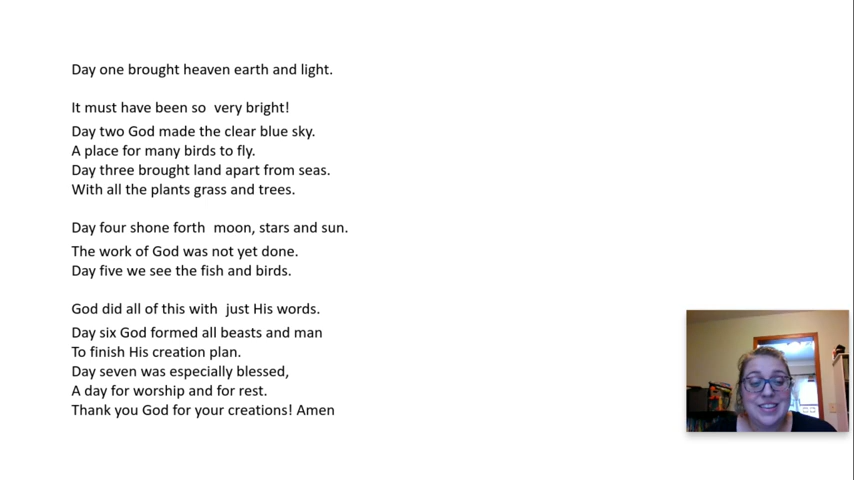 Day one brought heaven earth and light.
It must have been so  very bright!
Day two God made the clear blue sky.
A place for many birds to fly.
Day three brought land apart from seas.
With all the plants grass and trees.
Day four shone forth  moon, stars and sun.
The work of God was not yet done.
Day five we see the fish and birds.
God did all of this with  just His words.
Day six God formed all beasts and man
To finish His creation plan.
Day seven was especially blessed,
A day for worship and for rest.
Thank you God for your creations! Amen